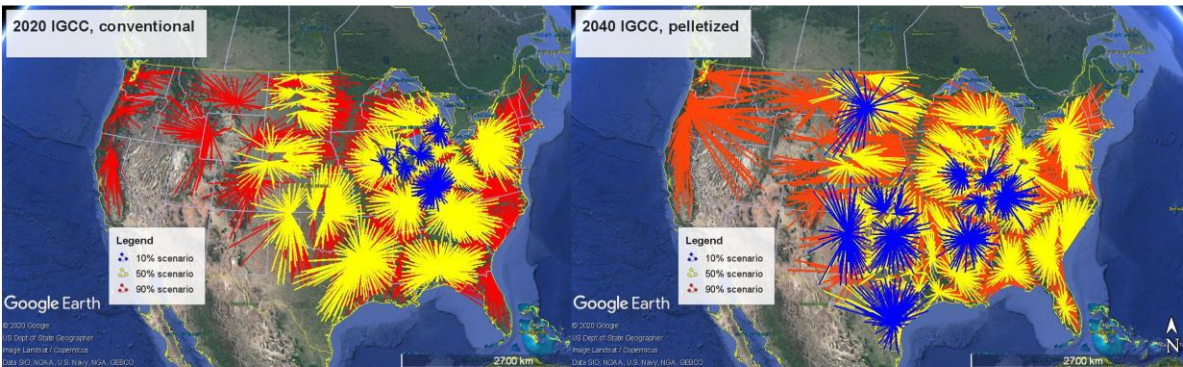 2020 IGCC, conventional
Legend
10% scenario
50% scenario
90% scenario
Google Earth
© 2020 Google
US Dept of State Geographer
Image Landsat / Copernicus
Data SIO, NOAA, U.S. Navy, NGA, GEBCO
2700 km
2040 IGCC, pelletized
Legend
10% scenario
50% scenario
90% scenario
Google Earth
© 2020 Google
US Dept of State Geographer
Image Landsat / Copernicus
Data SIO, NOAA, U.S. Navy, NGA, GEBCO
2700 km
N